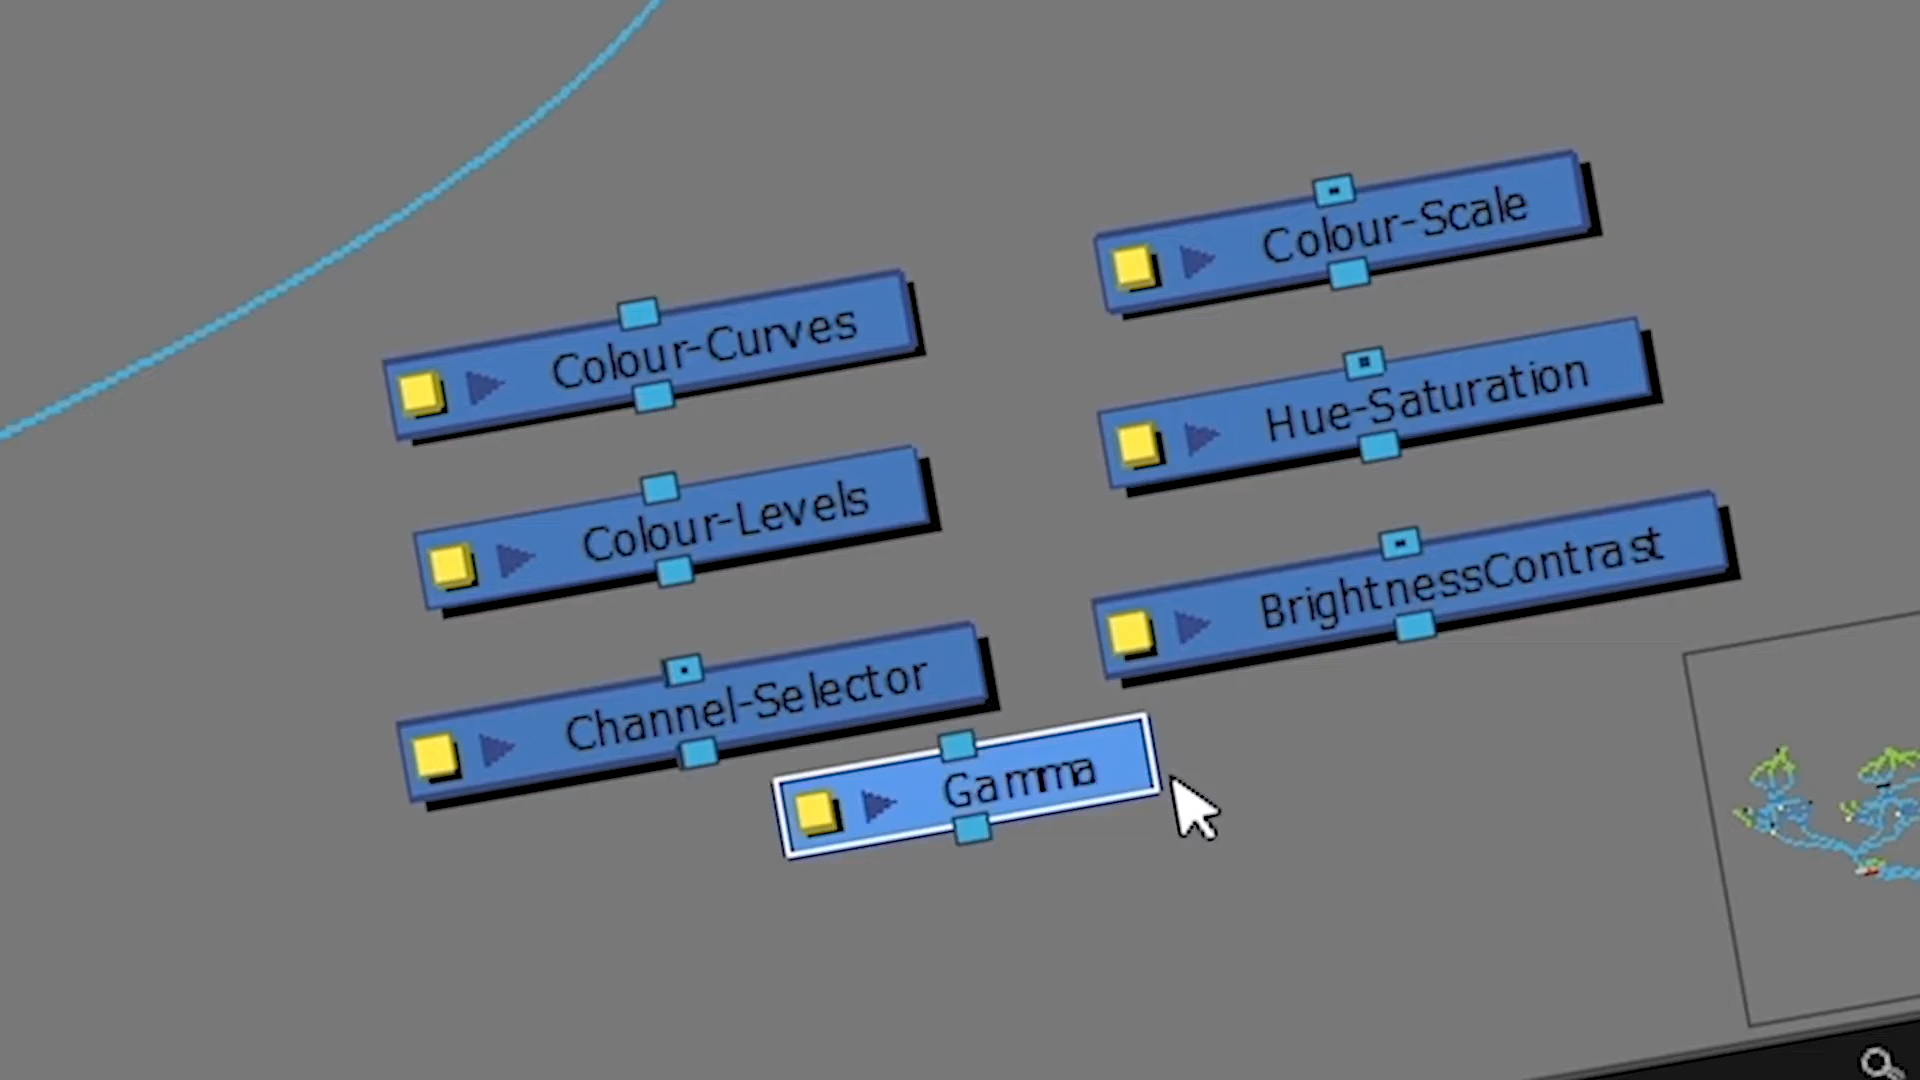 Colour-Curves
Colour-Levels
Channel-Selector
Gamma
Colour-Scale
Hue-Saturation
BrightnessContrast